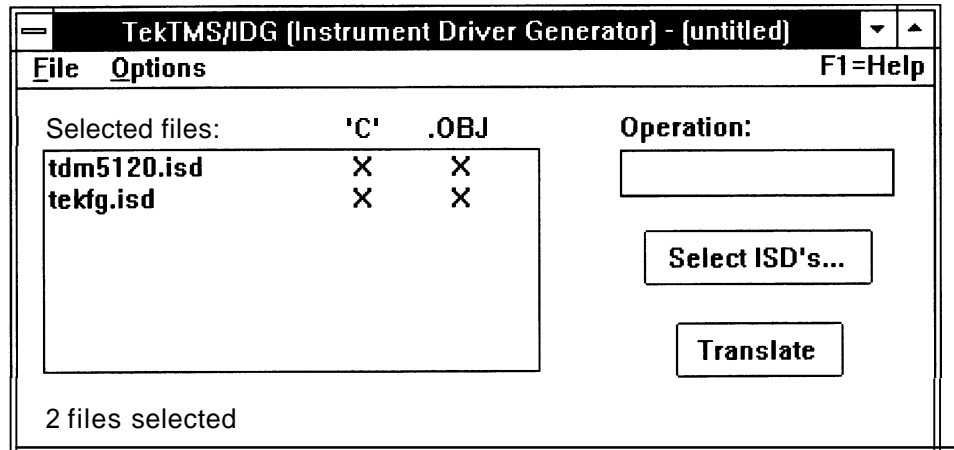 TekTMS/IDG (Instrument Driver Generator) - (untitled)
File Options F1=Help
Selected files: 'C' .OBJ Operation:
tdm5120.isd X X
tekfg.isd X X
Select ISD's...
Translate
2 files selected